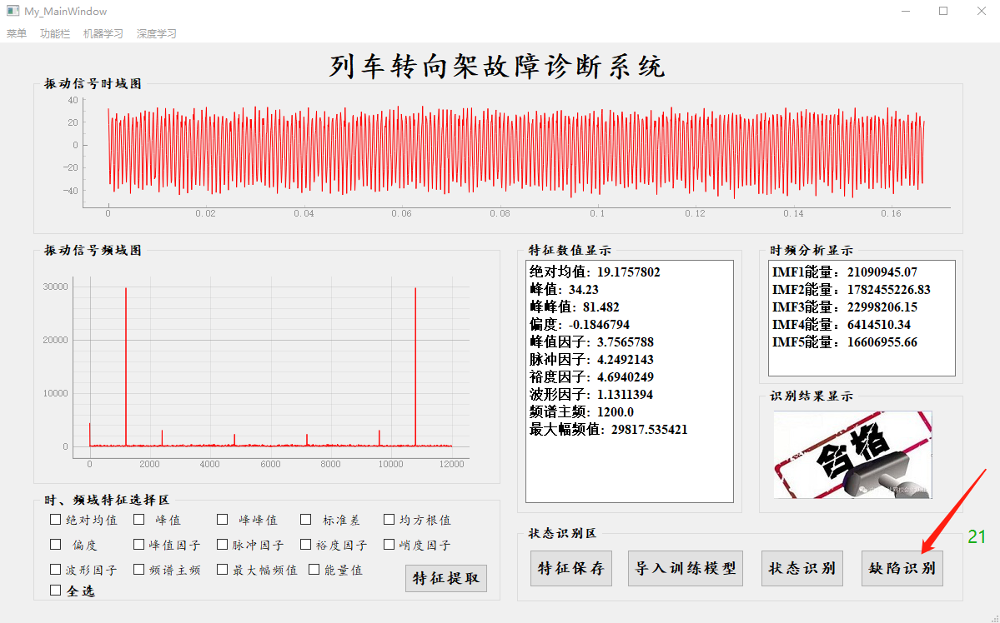 My_MainWindow
菜单 功能栏 机器学习 深度学习
列车转向架故障诊断系统
振动信号时域图
40
20
0
−20
−40
0 0.02 0.04 0.06 0.08 0.1 0.12 0.14 0.16
振动信号频域图
30000
20000
10000
0
0 2000 4000 6000 8000 10000 12000
特征数值显示
绝对均值: 19.1757802
峰值: 34.23
峰峰值: 81.482
偏度: -0.1846794
峰值因子: 3.7565788
脉冲因子: 4.2492143
裕度因子: 4.6940249
波形因子: 1.1311394
频谱主频: 1200.0
最大幅频值: 29817.535421
时频分析显示
IMF1能量: 21090945.07
IMF2能量: 1782455226.83
IMF3能量: 22998206.15
IMF4能量: 6414510.34
IMF5能量: 16606955.66
识别结果显示
合格
时、频域特征选择区
绝对均值 峰值 峰峰值 标准差 均方根值
偏度 峰值因子 脉冲因子 裕度因子 峭度因子
波形因子 频谱主频 最大幅频值 能量值
全选
特征提取
状态识别区
特征保存 导入训练模型 状态识别 缺陷识别
21